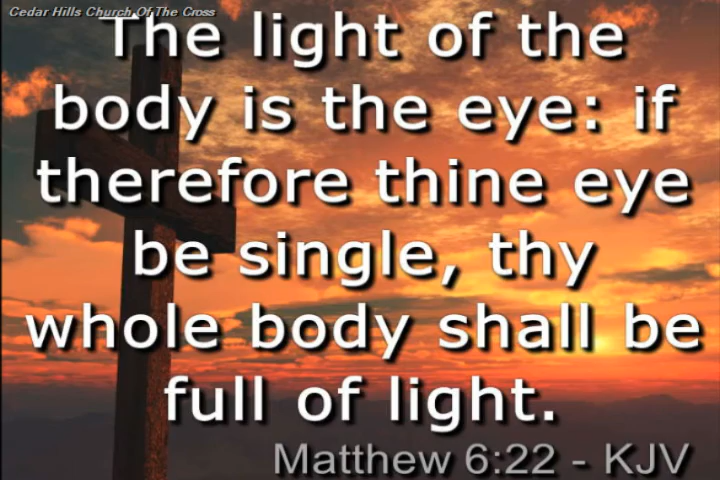 Cedar Hills Church Of The Cross
The light of the
body is the eye: if
therefore thine eye
be single, thy
whole body shall be
full of light.
Matthew 6:22 - KJV